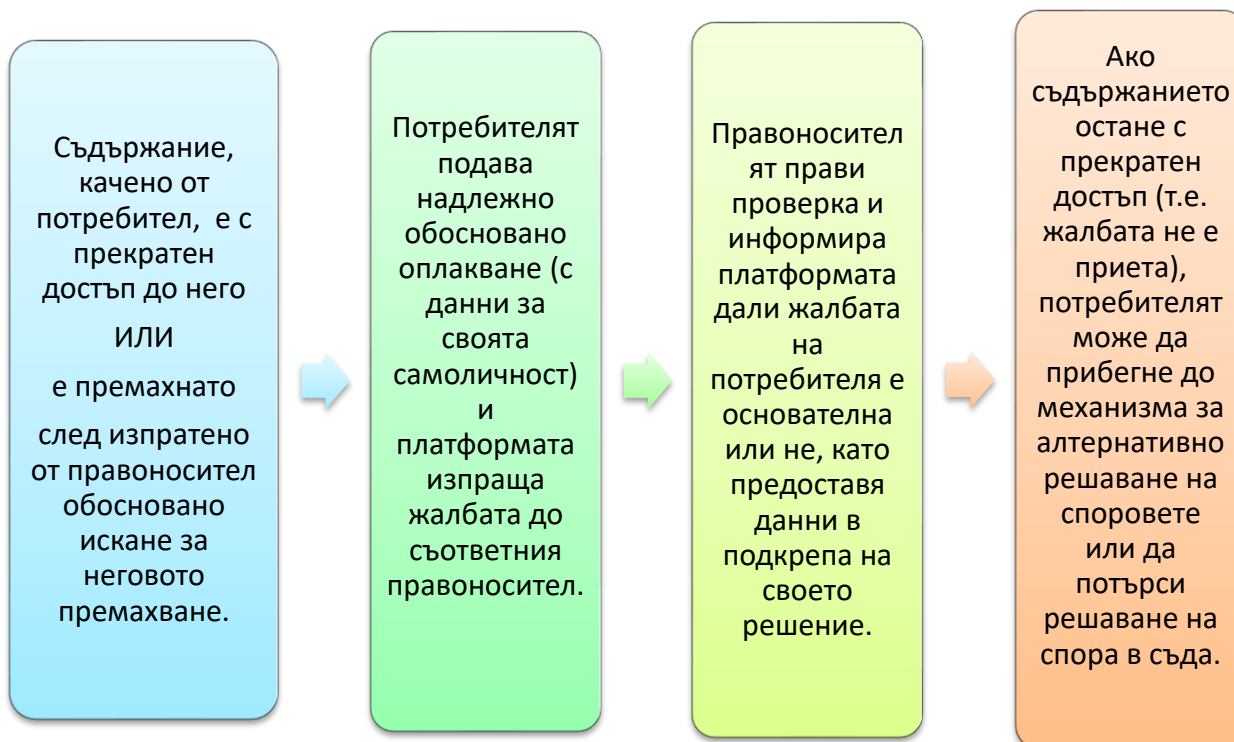 Съдържание,
качено от
потребител, е с
прекратен
достъп до него
ИЛИ
е премахнато
след изпратено
от правоносител
обосновано
искане за
неговото
премахване.
Потребителят
подава
надлежно
обосновано
оплакване (с
данни за
своята
самоличност)
и
платформата
изпраща
жалбата до
съответния
правоносител.
Правоносител
ят прави
проверка и
информира
платформата
дали жалбата
на
потребителя е
основателна
или не, като
предоставя
данни в
подкрепа на
своето
решение.
Ако
съдържанието
остане с
прекратен
достъп (т.е.
жалбата не е
приета),
потребителят
може да
прибегне до
механизма за
алтернативно
решаване на
споровете
или да
потърси
решаване на
спора в съда.